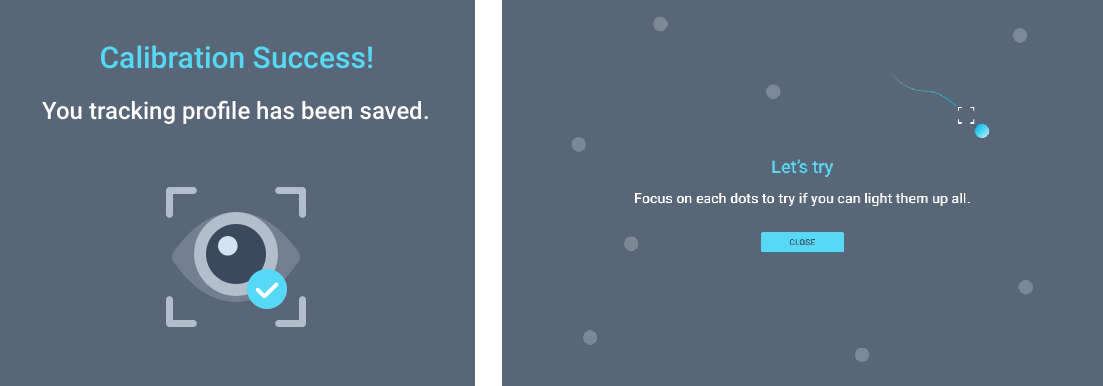 Calibration Success!
You tracking profile has been saved.
Let's try
Focus on each dots to try if you can light them up all.
CLOSE